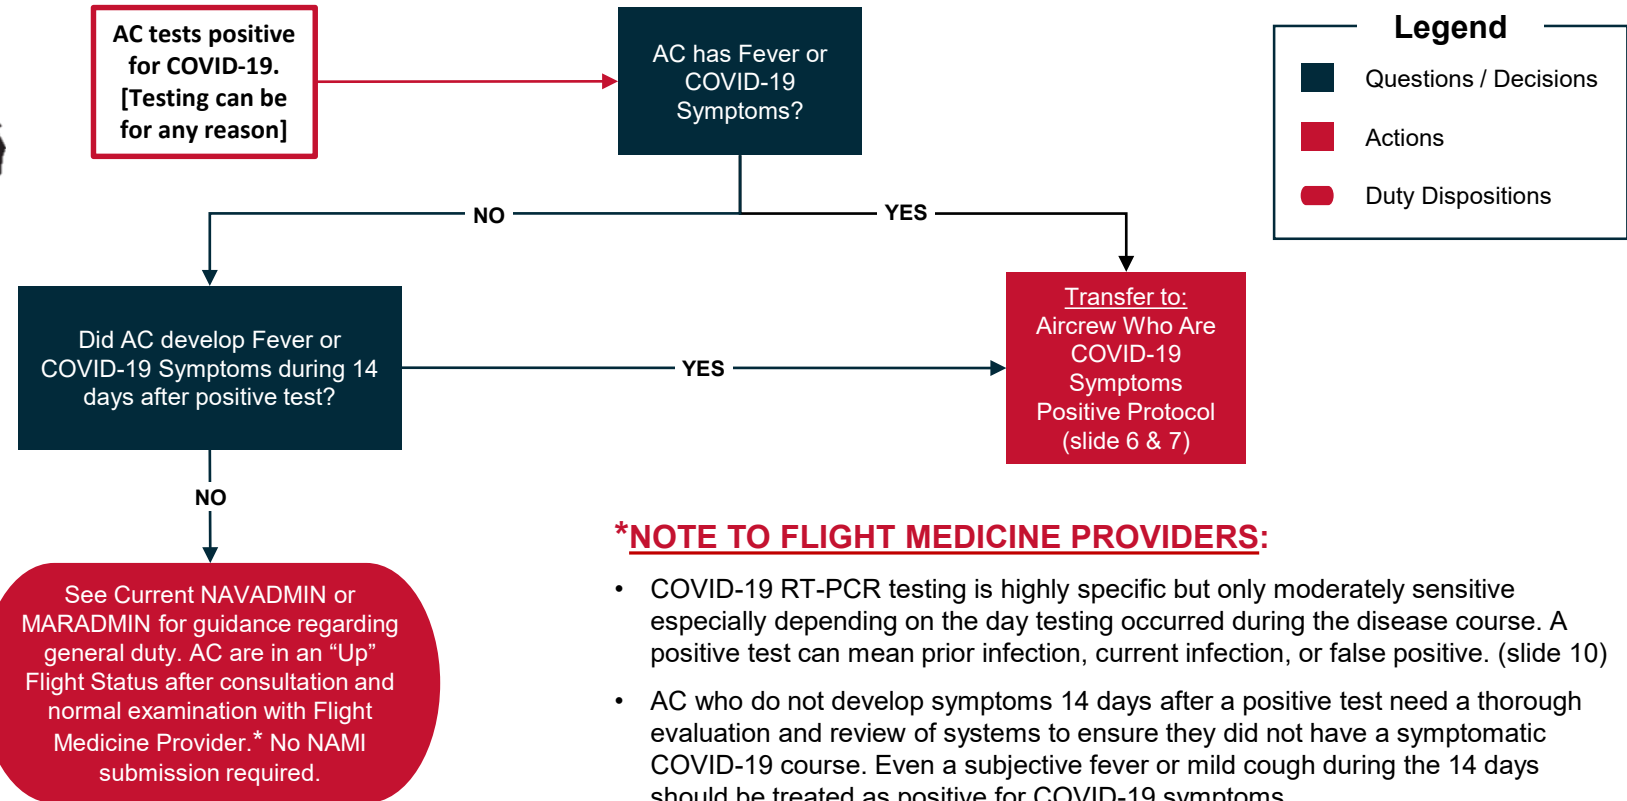 AC tests positive
for COVID-19.
[Testing can be
for any reason]
AC has Fever or
COVID-19
Symptoms?
Legend
Questions / Decisions
Actions
Duty Dispositions
NO
YES
Did AC develop Fever or
COVID-19 Symptoms during 14
days after positive test?
YES
Transfer to:
Aircrew Who Are
COVID-19
Symptoms
Positive Protocol
(slide 6 & 7)
NO
See Current NAVADMIN or
MARADMIN for guidance regarding
general duty. AC are in an “Up”
Flight Status after consultation and
normal examination with Flight
Medicine Provider.* No NAMI
submission required.
*NOTE TO FLIGHT MEDICINE PROVIDERS:
• COVID-19 RT-PCR testing is highly specific but only moderately sensitive
especially depending on the day testing occurred during the disease course. A
positive test can mean prior infection, current infection, or false positive. (slide 10)
• AC who do not develop symptoms 14 days after a positive test need a thorough
evaluation and review of systems to ensure they did not have a symptomatic
COVID-19 course. Even a subjective fever or mild cough during the 14 days
should be treated as positive for COVID-19 symptoms